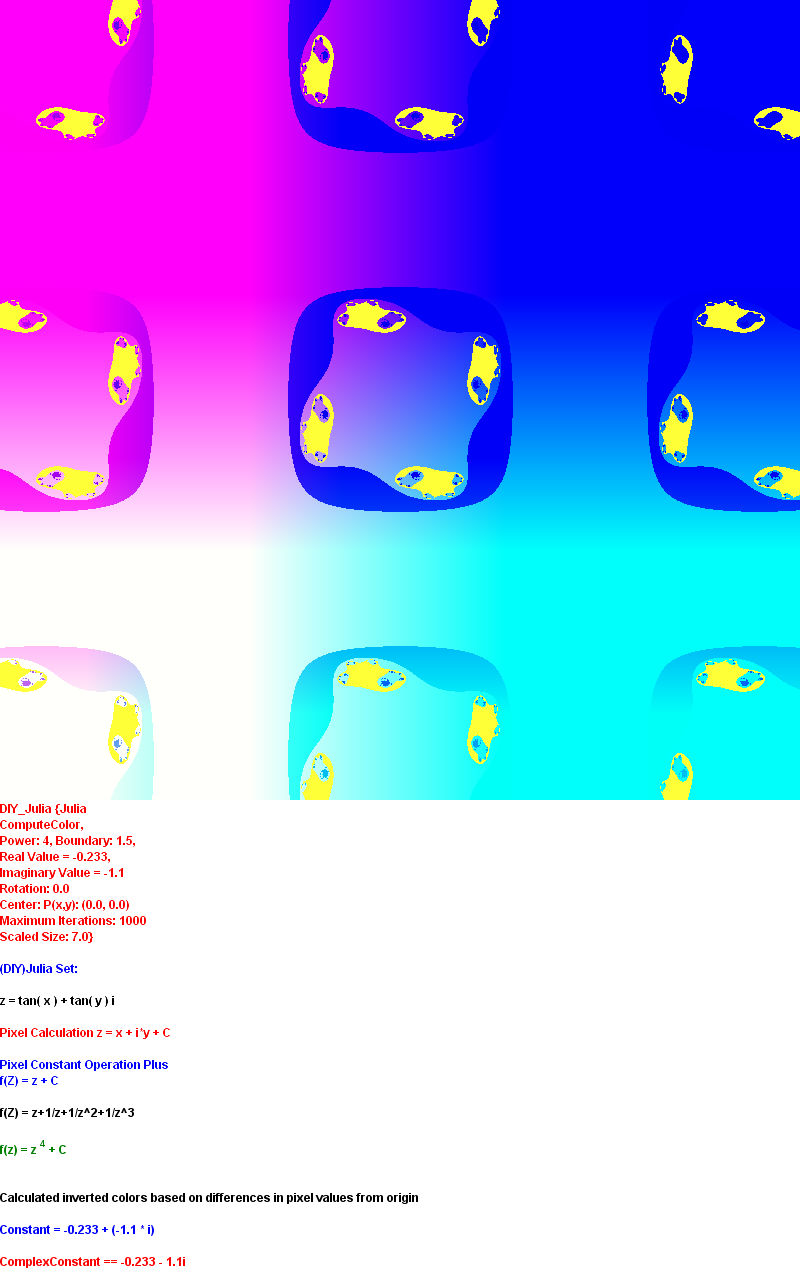 DIY_Julia {Julia
ComputeColor,
Power: 4, Boundary: 1.5,
Real Value = -0.233,
Imaginary Value = -1.1
Rotation: 0.0
Center: P(x,y): (0.0, 0.0)
Maximum Iterations: 1000
Scaled Size: 7.0}
(DIY)Julia Set:
z = tan( x ) + tan( y ) i
Pixel Calculation z = x + i*y + C
Pixel Constant Operation Plus
f(Z) = z + C
f(Z) = z+1/z+1/z^2+1/z^3
f(z) = z 4 + C
Calculated inverted colors based on differences in pixel values from origin
Constant = -0.233 + (-1.1 * i)
ComplexConstant == -0.233 - 1.1i